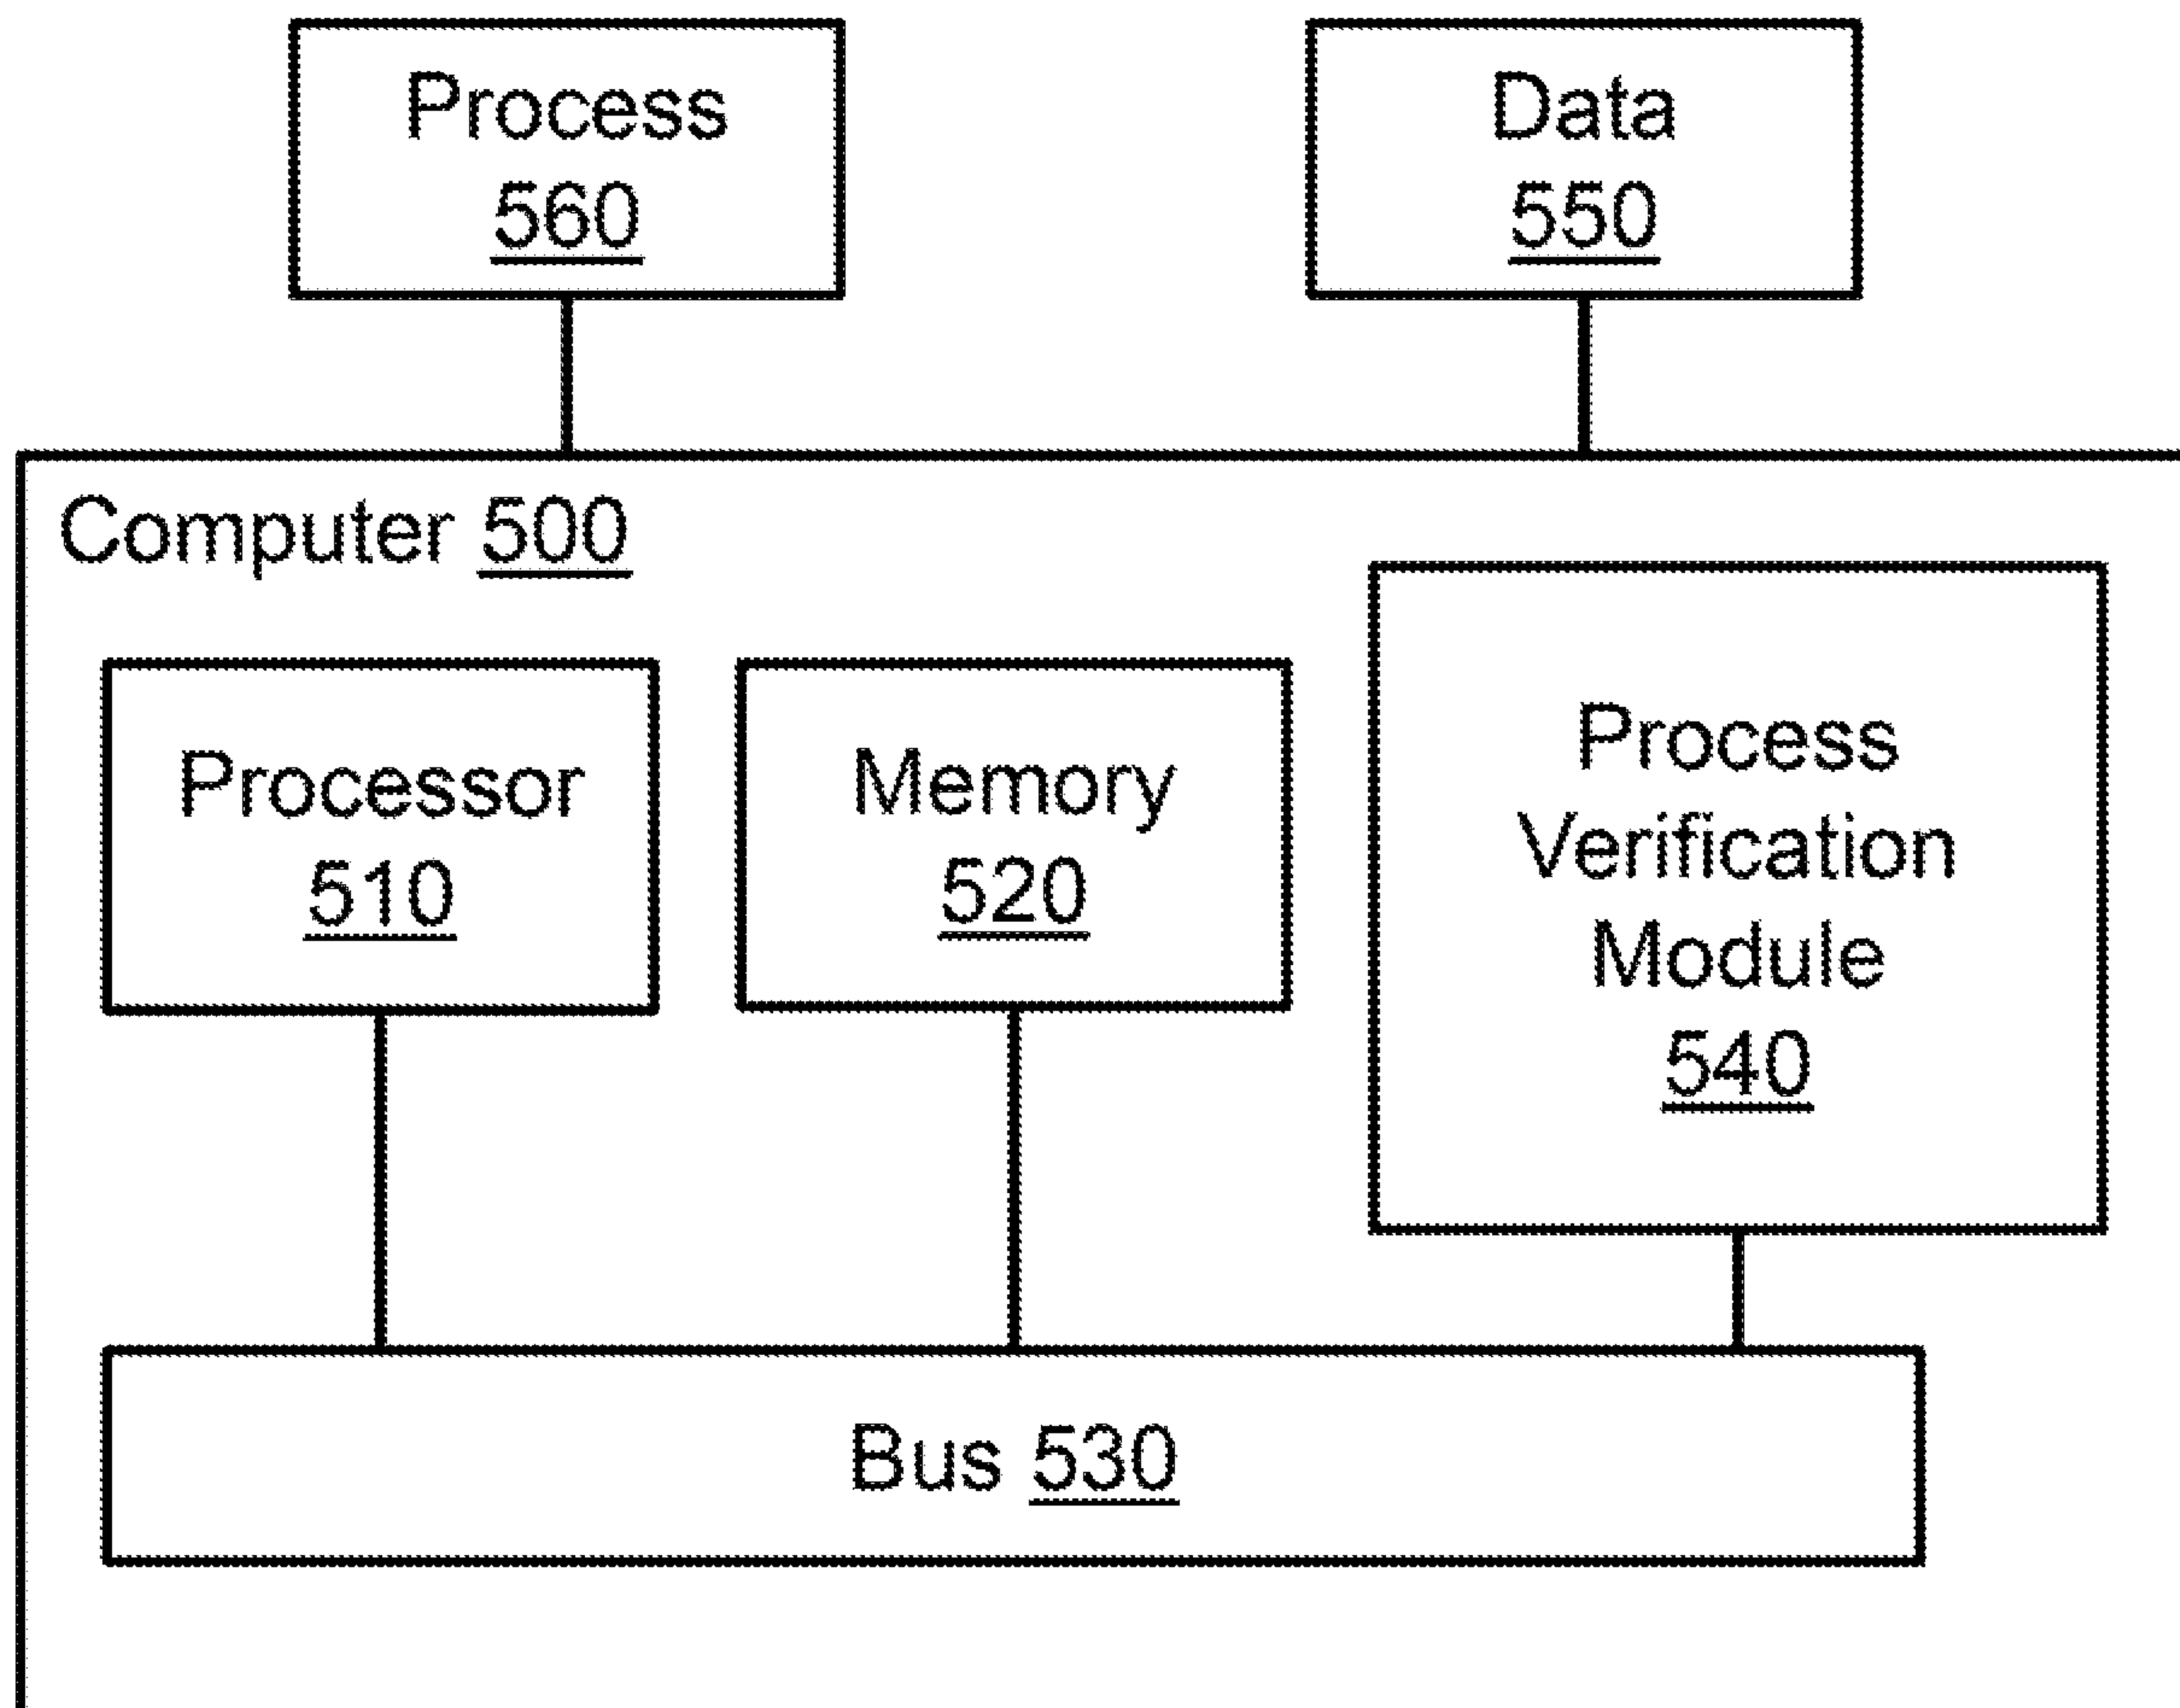 Process
560
Data
550
Computer 500
Processor
510
Memory
520
Process
Verification
Module
540
Bus 530